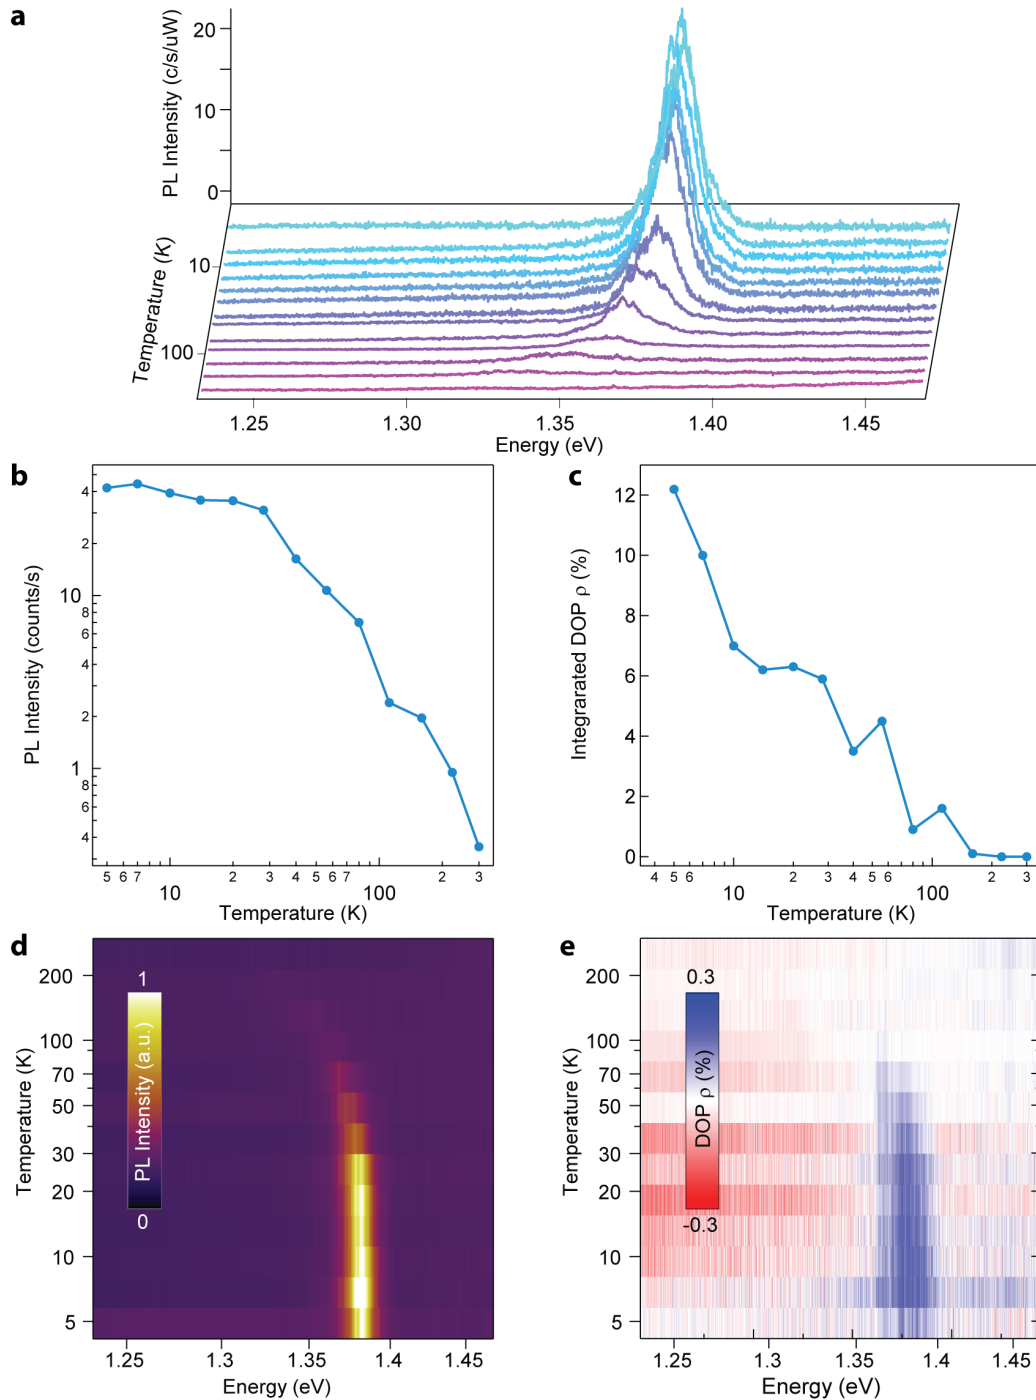 a
PL Intensity (c/s/uW)
20
10
0
Temperature (K)
10
100
1.25 1.30 1.35 1.40 1.45
Energy (eV)
b
PL Intensity (counts/s)
4
2
10
8
6
4
2
1
8
6
4
5 6 7 10 2 3 4 5 6 7 100 2 3
Temperature (K)
c
Integrarated DOP ρ (%)
12
10
8
6
4
2
0
4 5 6 10 2 3 4 5 6 100 2 3
Temperature (K)
d
Temperature (K)
200
100
70
50
30
20
10
5
1
PL Intensity (a.u.)
0
1.25 1.3 1.35 1.4 1.45
Energy (eV)
e
Temperature (K)
200
100
70
50
30
20
10
5
0.3
DOP ρ (%)
-0.3
1.25 1.3 1.35 1.4 1.45
Energy (eV)